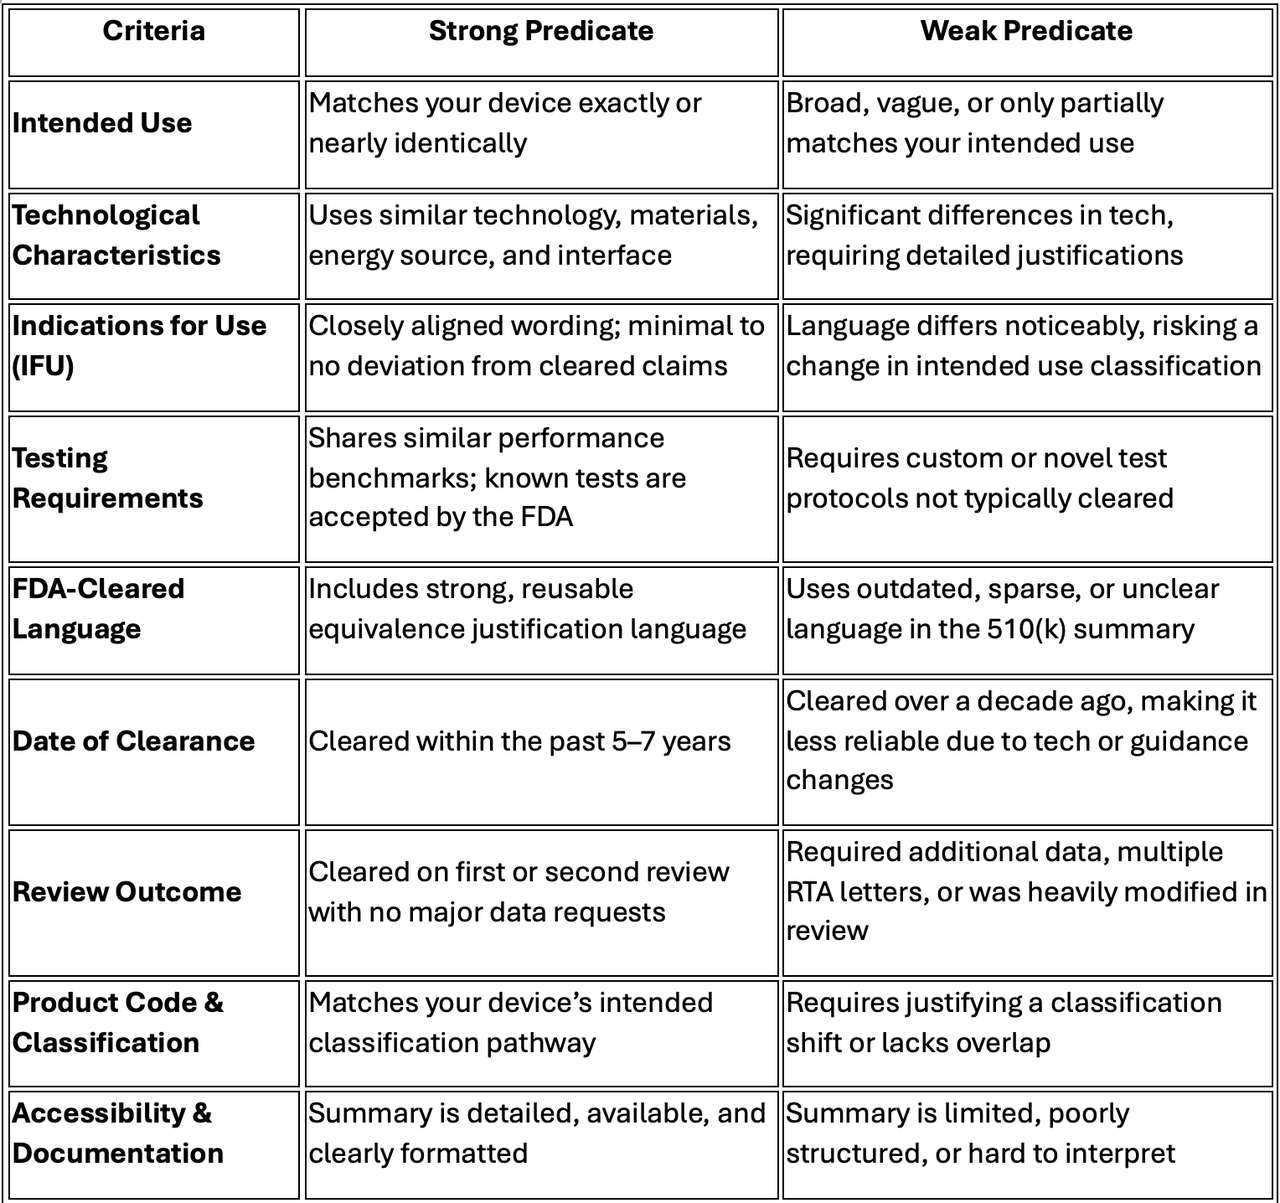 Criteria
Strong Predicate
Weak Predicate
Intended Use
Matches your device exactly or
nearly identically
Broad, vague, or only partially
matches your intended use
Technological
Characteristics
Uses similar technology, materials,
energy source, and interface
Significant differences in tech,
requiring detailed justifications
Indications for Use
(IFU)
Closely aligned wording; minimal to
no deviation from cleared claims
Language differs noticeably, risking a
change in intended use classification
Testing
Requirements
Shares similar performance
benchmarks; known tests are
accepted by the FDA
Requires custom or novel test
protocols not typically cleared
FDA-Cleared
Language
Includes strong, reusable
equivalence justification language
Uses outdated, sparse, or unclear
language in the 510(k) summary
Date of Clearance
Cleared within the past 5–7 years
Cleared over a decade ago, making it
less reliable due to tech or guidance
changes
Review Outcome
Cleared on first or second review
with no major data requests
Required additional data, multiple
RTA letters, or was heavily modified in
review
Product Code &
Classification
Matches your device’s intended
classification pathway
Requires justifying a classification
shift or lacks overlap
Accessibility &
Documentation
Summary is detailed, available, and
clearly formatted
Summary is limited, poorly
structured, or hard to interpret